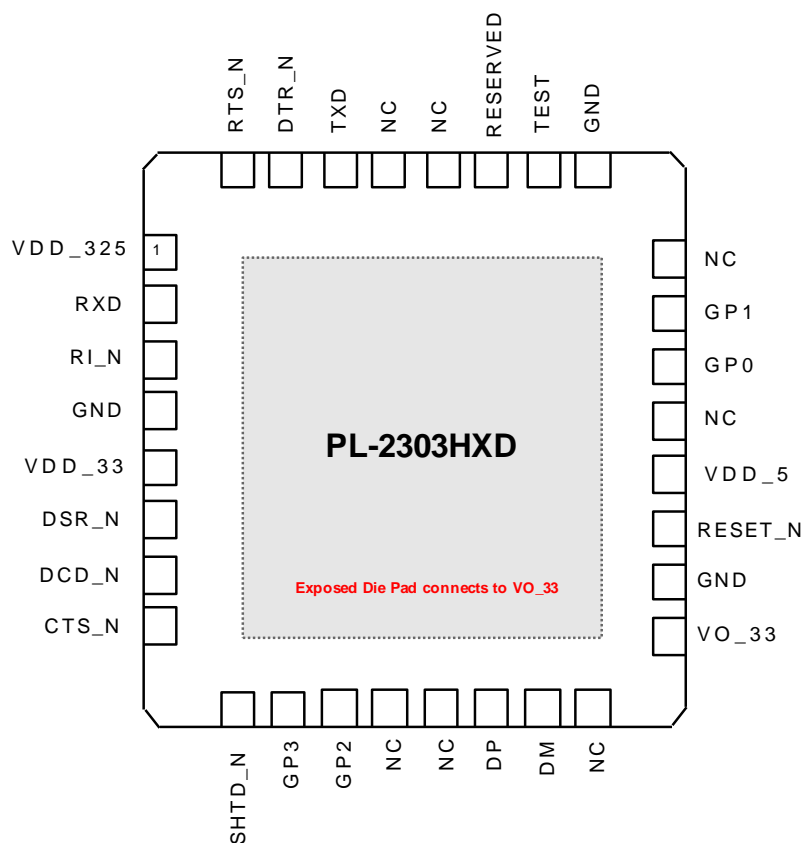 RTS_N
DTR_N
TXD
NC
NC
RESERVED
TEST
GND
VDD_325
1
RXD
RI_N
GND
VDD_33
DSR_N
DCD_N
CTS_N
PL-2303HXD
Exposed Die Pad connects to VO_33
NC
GP1
GP0
NC
VDD_5
RESET_N
GND
VO_33
SHTD_N
GP3
GP2
NC
NC
DP
DM
NC